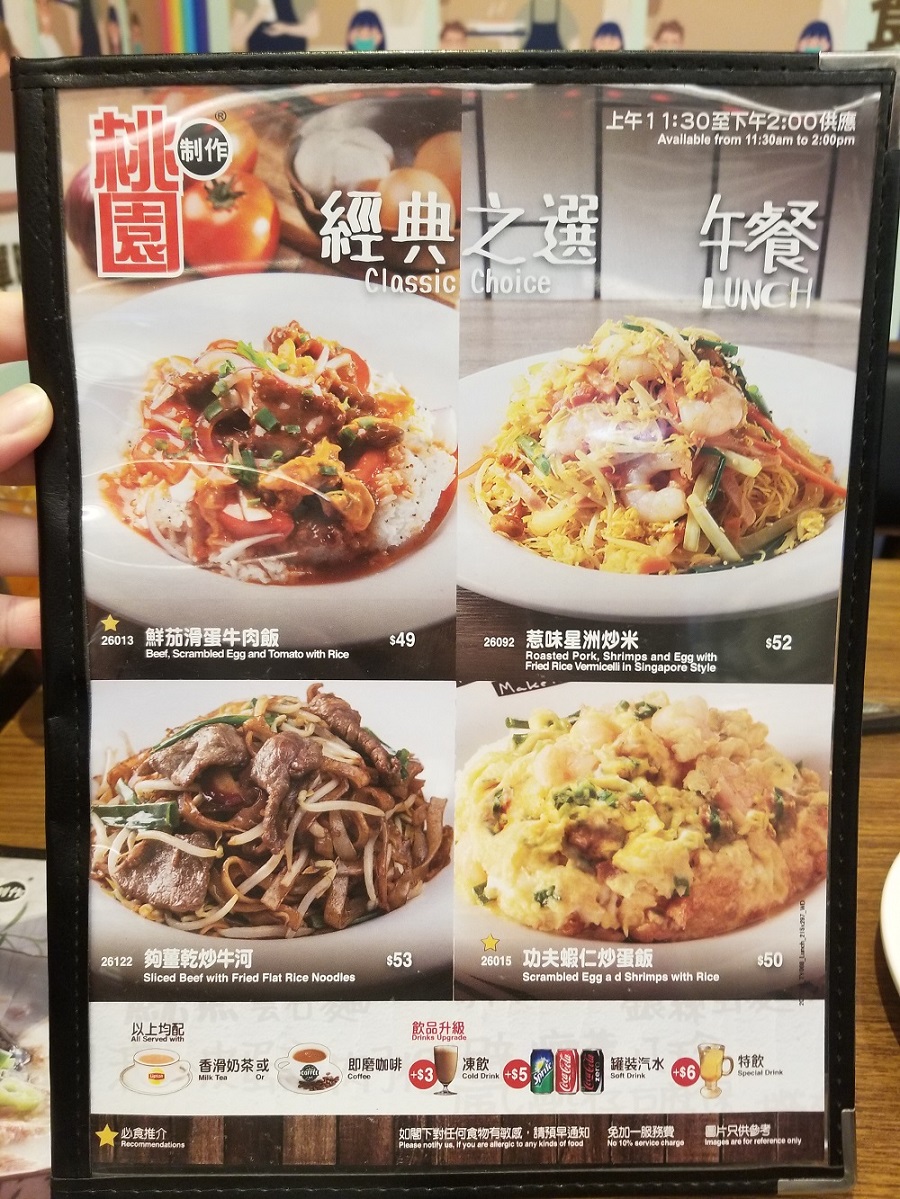 桃園
制作
®
上午11:30至下午2:00供應
Available from 11:30am to 2:00pm
經典之選
Classic Choice
午餐
LUNCH
26013 鮮茄滑蛋牛肉飯 $49
Beef, Scrambled Egg and Tomato with Rice
26092 惹味星洲炒米 $52
Roasted Pork, Shrimps and Egg with
Fried Rice Vermicelli in Singapore Style
Make
26122 夠薑乾炒牛河 $53
Sliced Beef with Fried Flat Rice Noodles
26015 功夫蝦仁炒蛋飯 $50
Scrambled Egg a d Shrimps with Rice
以上均配
All Served with
香滑奶茶 或 即磨咖啡
Milk Tea Or Coffee
飲品升級
Drinks Upgrade
+$3 凍飲
Cold Drink
+$5 罐裝汽水
Soft Drink
+$6 特飲
Special Drink
Lipton
COFFEE
Sprite
Coca-Cola
zero
必食推介
Recommendations
如閣下對任何食物有敏感，請預早通知
Please notify us, if you are allergic to any kinds of food
免加一服務費
No 10% service charge
圖片只供參考
Images are for reference only
制作